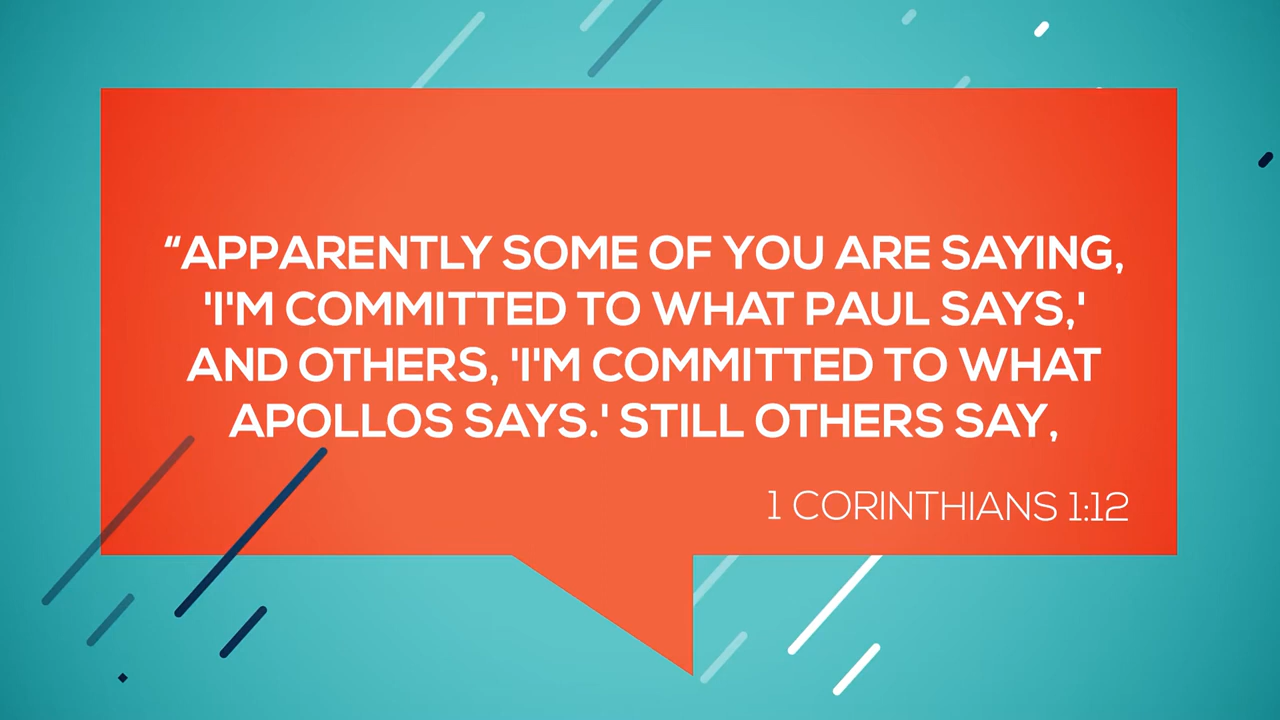 “APPARENTLY SOME OF YOU ARE SAYING,
'I'M COMMITTED TO WHAT PAUL SAYS,'
AND OTHERS, 'I'M COMMITTED TO WHAT
APOLLOS SAYS.' STILL OTHERS SAY,
1 CORINTHIANS 1:12